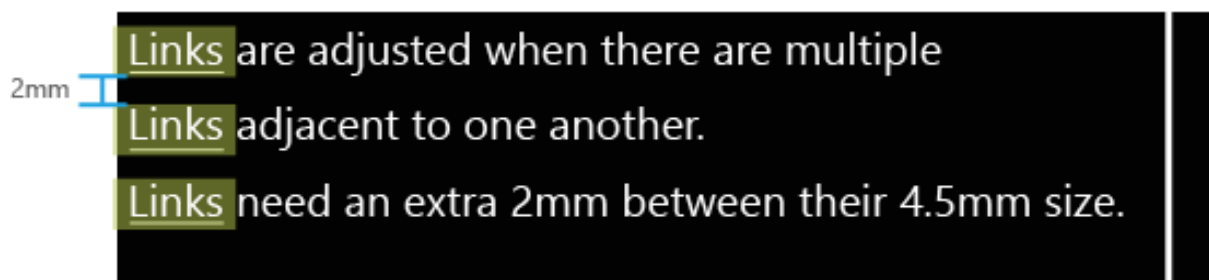 Links are adjusted when there are multiple
2mm
Links adjacent to one another.
Links need an extra 2mm between their 4.5mm size.